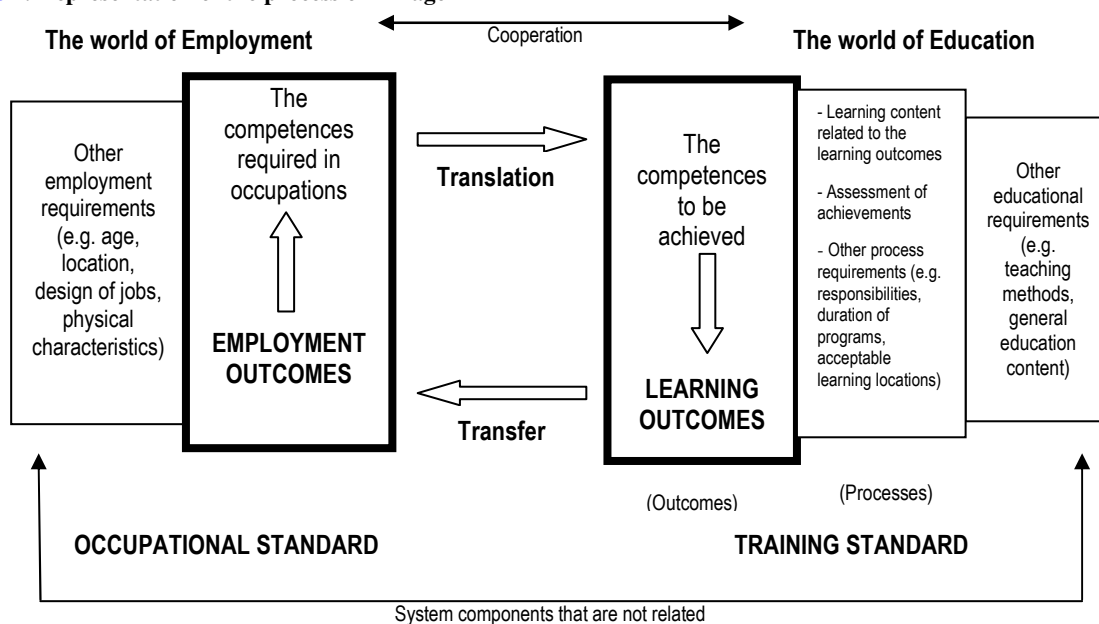 The world of Employment
Cooperation
The world of Education
Other
employment
requirements
(e.g. age,
location,
design of jobs,
physical
characteristics)
The
competences
required in
occupations
EMPLOYMENT
OUTCOMES
Translation
Transfer
The
competences
to be
achieved
LEARNING
OUTCOMES
- Learning content
related to the
learning outcomes
- Assessment of
achievements
- Other process
requirements (e.g.
responsibilities,
duration of
programs,
acceptable
learning locations)
Other
educational
requirements
(e.g.
teaching
methods,
general
education
content)
(Outcomes)
(Processes)
OCCUPATIONAL STANDARD
TRAINING STANDARD
System components that are not related